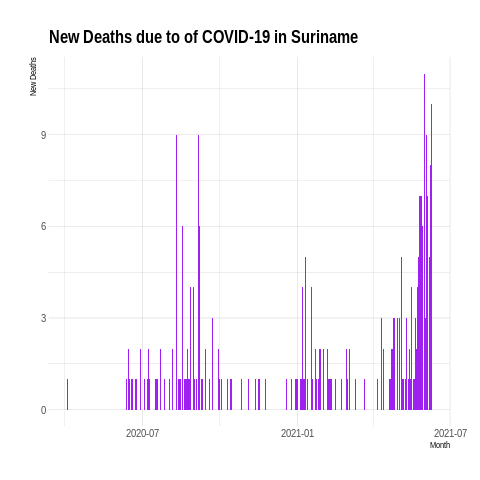 New Deaths due to of COVID-19 in Suriname
New Deaths
9
6
3
0
2020-07
2021-01
2021-07
Month